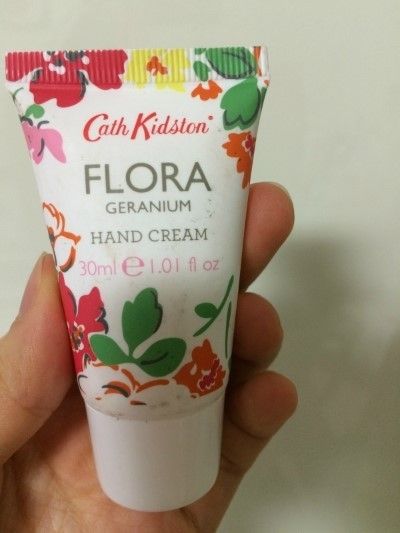 Cath Kidston®
FLORA
GERANIUM
HAND CREAM
30ml ℮ 1.01 fl oz